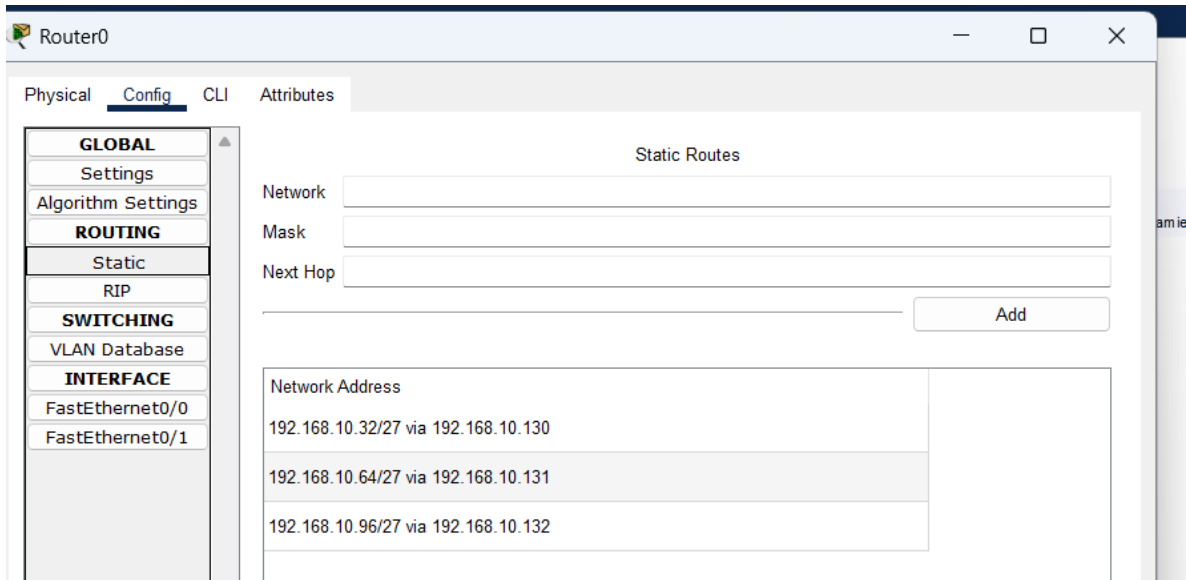 Router0
Physical Config CLI Attributes
GLOBAL
Settings
Algorithm Settings
ROUTING
Static
RIP
SWITCHING
VLAN Database
INTERFACE
FastEthernet0/0
FastEthernet0/1
Static Routes
Network
Mask
Next Hop
Add
Network Address
192.168.10.32/27 via 192.168.10.130
192.168.10.64/27 via 192.168.10.131
192.168.10.96/27 via 192.168.10.132